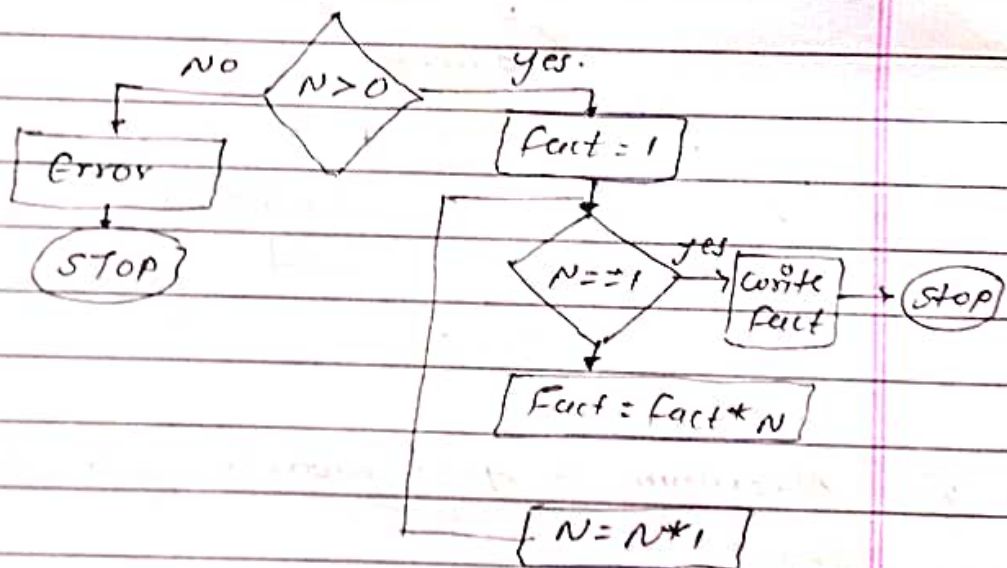 NO
N > 0
yes.
Error
Fact = 1
STOP
N = = 1
yes
write
Fact
STOP
Fact = Fact * N
N = N * 1